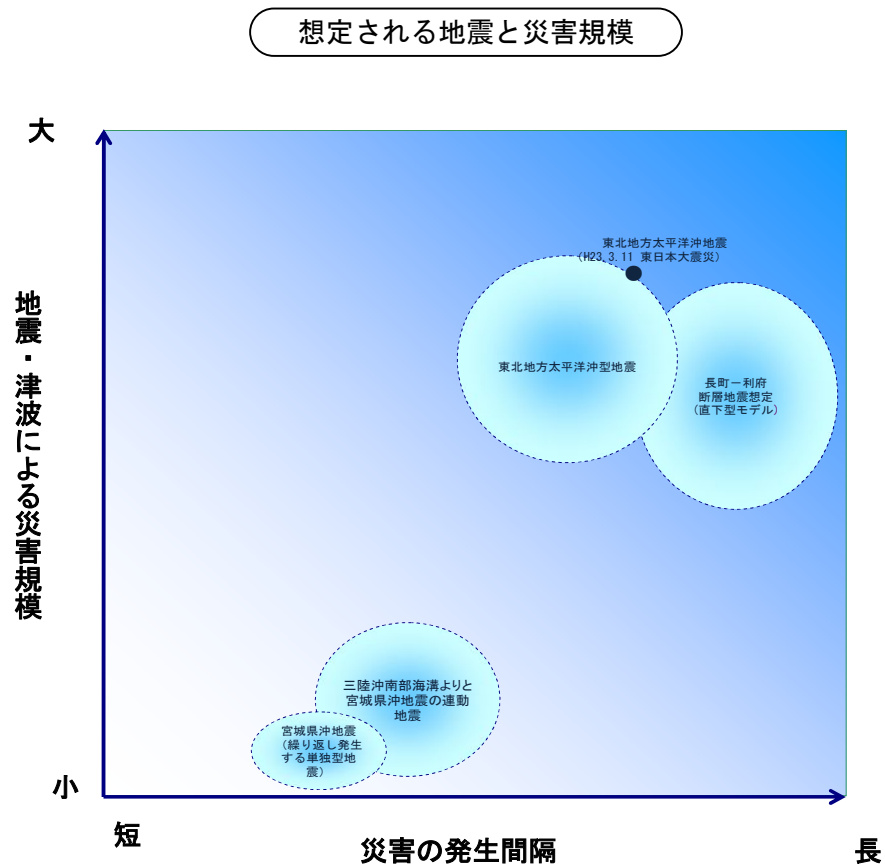 想定される地震と災害規模
大
東北地方太平洋沖地震
（H23.3.11 東日本大震災）
地震・津波による災害規模
東北地方太平洋沖型地震
長町－利府
断層地震想定
（直下型モデル）
三陸沖南部海溝よりと
宮城県沖地震の連動
地震
宮城県沖地震
（繰り返し発生
する単独型地
震）
小
短
災害の発生間隔
長